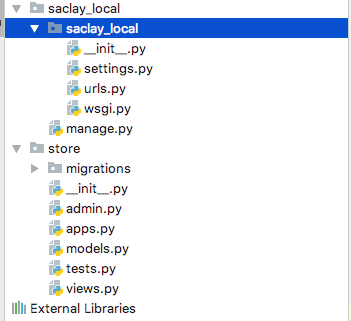 saclay_local
saclay_local
__init__.py
settings.py
urls.py
wsgi.py
manage.py
store
migrations
__init__.py
admin.py
apps.py
models.py
tests.py
views.py
External Libraries